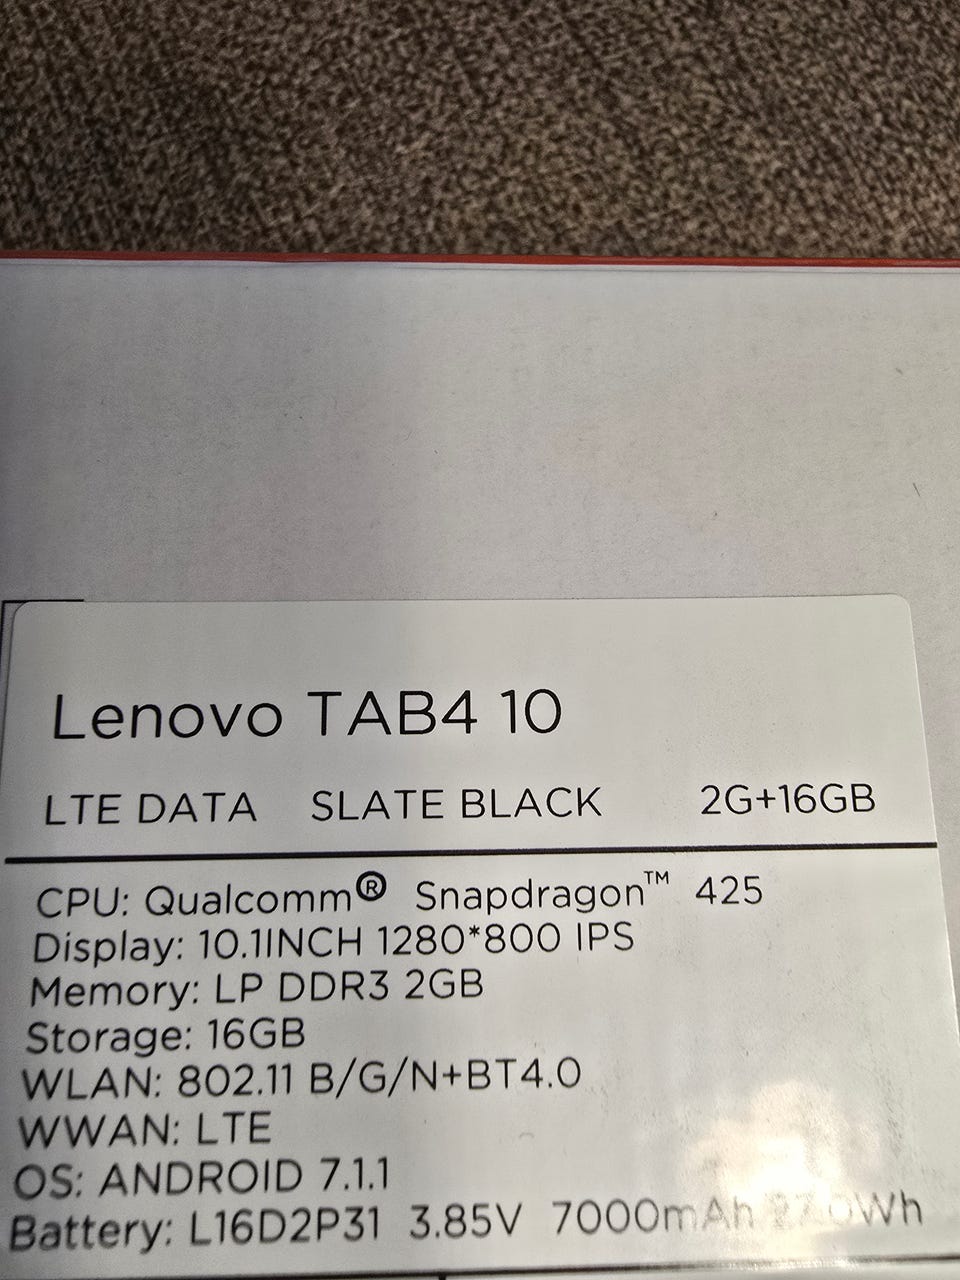 Lenovo TAB4 10
LTE DATA SLATE BLACK 2G+16GB
CPU: Qualcomm® Snapdragon™ 425
Display: 10.1INCH 1280*800 IPS
Memory: LP DDR3 2GB
Storage: 16GB
WLAN: 802.11 B/G/N+BT4.0
WWAN: LTE
OS: ANDROID 7.1.1
Battery: L16D2P31 3.85V 7000mAh